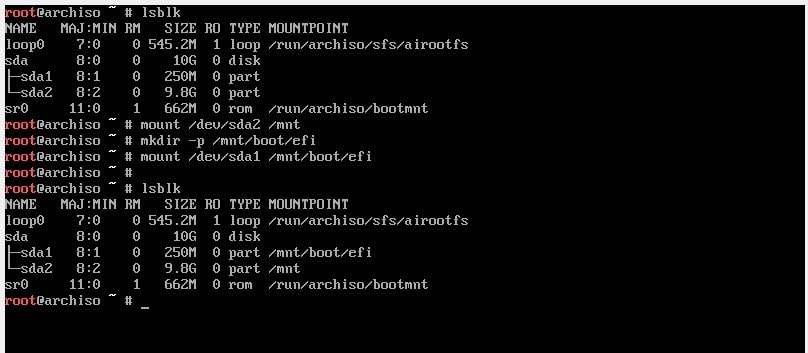 root@archiso ~ # lsblk
NAME   MAJ:MIN RM   SIZE RO TYPE MOUNTPOINT
loop0    7:0    0 545.2M  1 loop /run/archiso/sfs/airootfs
sda      8:0    0    10G  0 disk
├─sda1   8:1    0   250M  0 part
└─sda2   8:2    0   9.8G  0 part
sr0     11:0    1   662M  0 rom  /run/archiso/bootmnt
root@archiso ~ # mount /dev/sda2 /mnt
root@archiso ~ # mkdir -p /mnt/boot/efi
root@archiso ~ # mount /dev/sda1 /mnt/boot/efi
root@archiso ~ #
root@archiso ~ # lsblk
NAME   MAJ:MIN RM   SIZE RO TYPE MOUNTPOINT
loop0    7:0    0 545.2M  1 loop /run/archiso/sfs/airootfs
sda      8:0    0    10G  0 disk
├─sda1   8:1    0   250M  0 part /mnt/boot/efi
└─sda2   8:2    0   9.8G  0 part /mnt
sr0     11:0    1   662M  0 rom  /run/archiso/bootmnt
root@archiso ~ # _